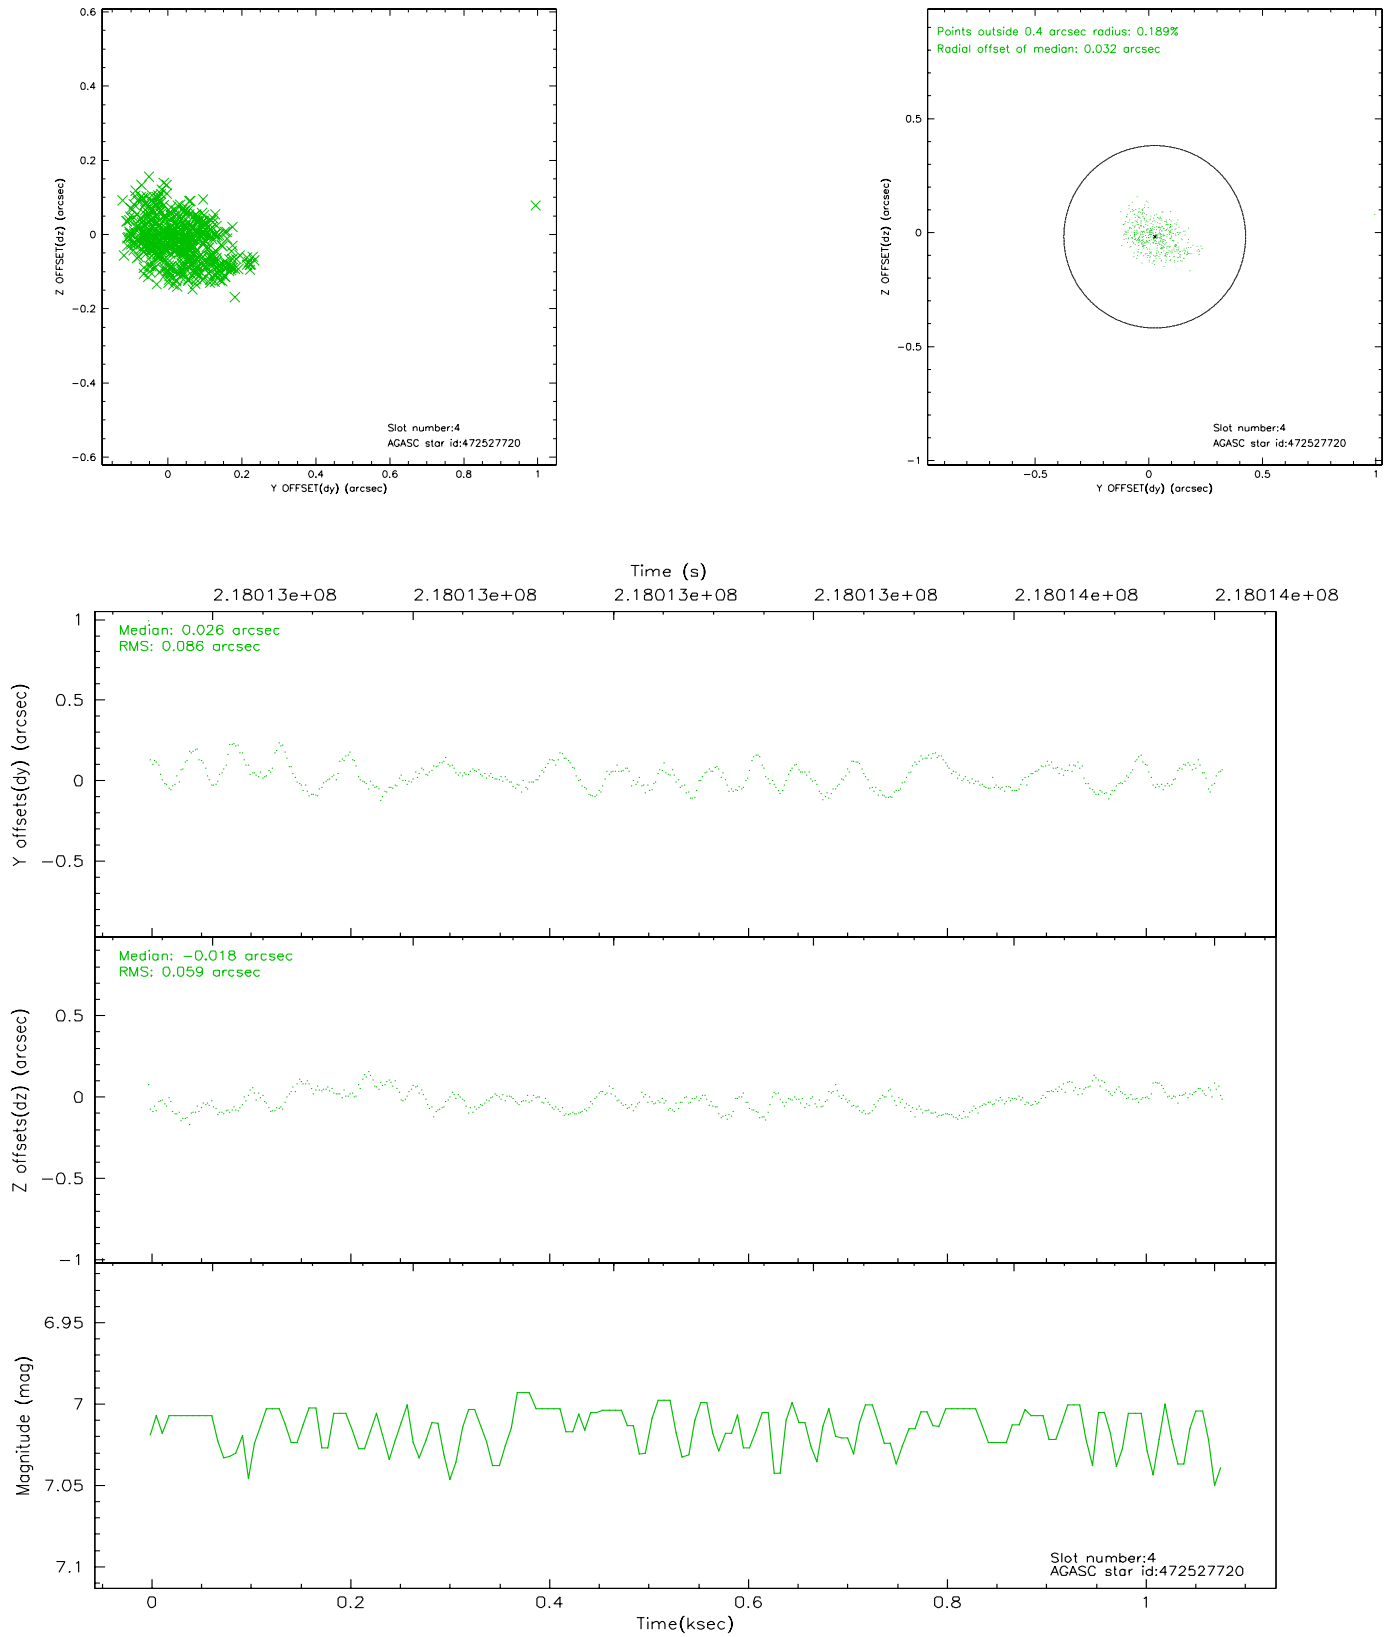 0.6
0.4
0.2
0
−0.2
−0.4
−0.6
Z OFFSET(dz) (arcsec)
Slot number:4
AGASC star id:472527720
0 0.2 0.4 0.6 0.8 1
Y OFFSET(dy) (arcsec)
Points outside 0.4 arcsec radius: 0.189%
Radial offset of median: 0.032 arcsec
0.5
0
−0.5
−1
Z OFFSET(dz) (arcsec)
Slot number:4
AGASC star id:472527720
−0.5 0 0.5 1
Y OFFSET(dy) (arcsec)
Time (s)
2.18013e+08 2.18013e+08 2.18013e+08 2.18013e+08 2.18014e+08 2.18014e+08
Median: 0.026 arcsec
RMS: 0.086 arcsec
1
0.5
0
−0.5
Y offsets(dy) (arcsec)
Median: −0.018 arcsec
RMS: 0.059 arcsec
0.5
0
−0.5
−1
Z offsets(dz) (arcsec)
6.95
7
7.05
7.1
Magnitude (mag)
Slot number:4
AGASC star id:472527720
0 0.2 0.4 0.6 0.8 1
Time(ksec)